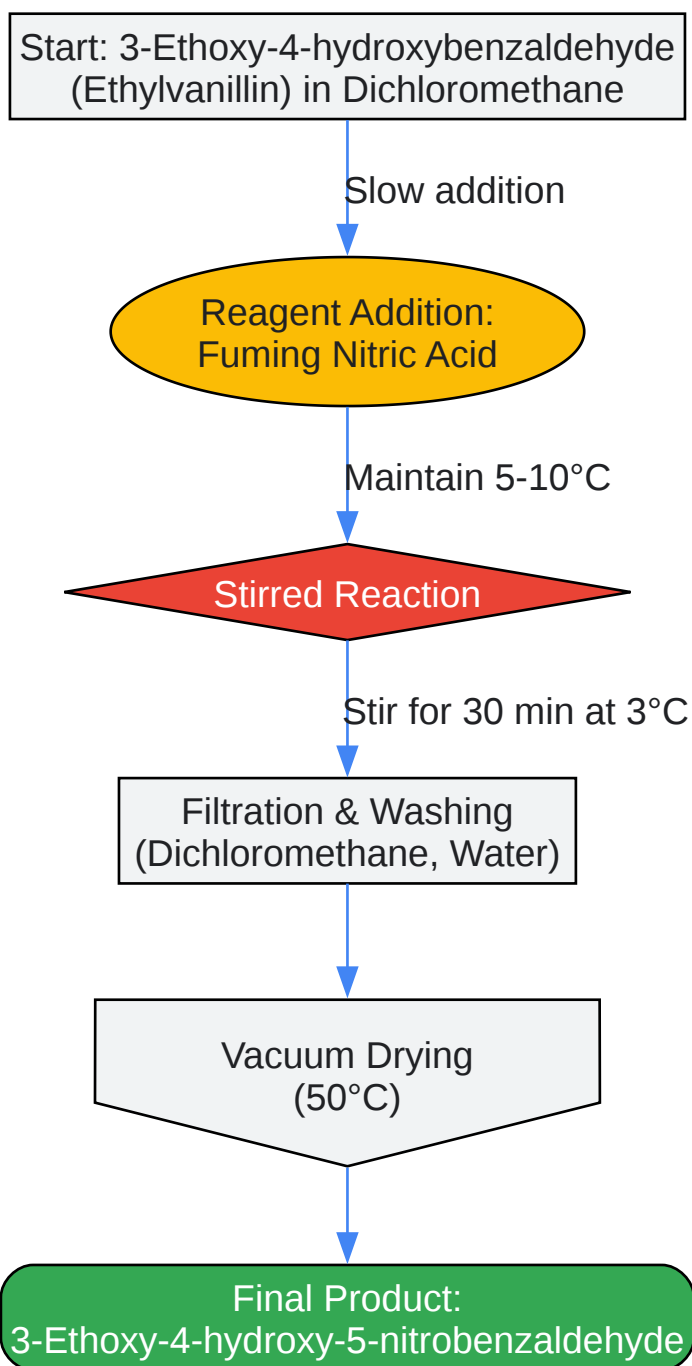 Start: 3-Ethoxy-4-hydroxybenzaldehyde
(Ethylvanillin) in Dichloromethane
Slow addition
Reagent Addition:
Fuming Nitric Acid
Maintain 5-10°C
Stirred Reaction
Stir for 30 min at 3°C
Filtration & Washing
(Dichloromethane, Water)
Vacuum Drying
(50°C)
Final Product:
3-Ethoxy-4-hydroxy-5-nitrobenzaldehyde